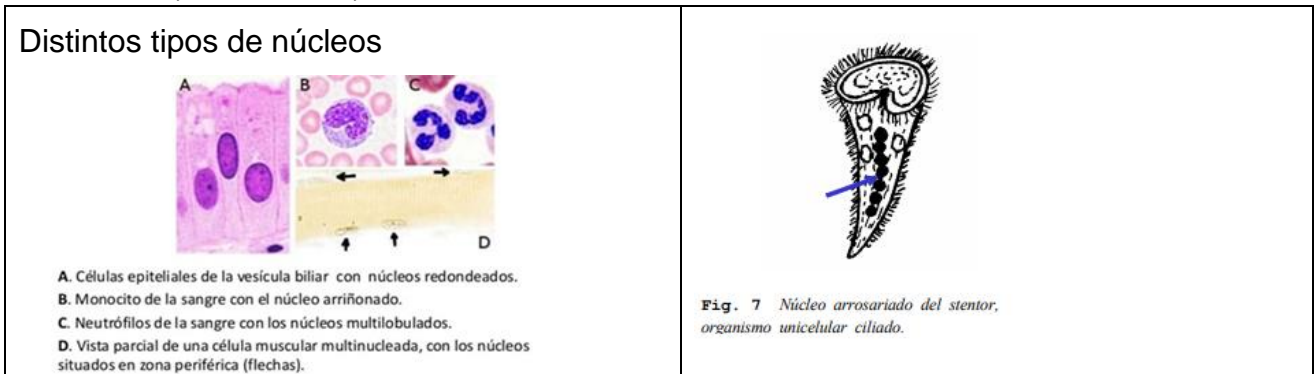 Distintos tipos de núcleos
A
B
C
D
A. Células epiteliales de la vesícula biliar con núcleos redondeados.
B. Monocito de la sangre con el núcleo arriñonado.
C. Neutrófilos de la sangre con los núcleos multilobulados.
D. Vista parcial de una célula muscular multinucleada, con los núcleos
situados en zona periférica (flechas).
Fig. 7 Núcleo arrosariado del stentor,
organismo unicelular ciliado.